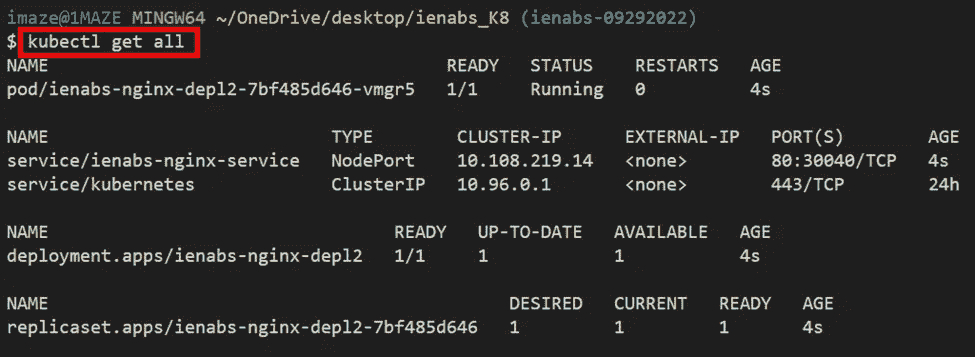 imaze@1MAZE MINGW64 ~/OneDrive/desktop/ienabs_K8 (ienabs-09292022)
$ kubectl get all
NAME READY STATUS RESTARTS AGE
pod/ienabs-nginx-depl2-7bf485d646-vmgr5 1/1 Running 0 4s
NAME TYPE CLUSTER-IP EXTERNAL-IP PORT(S) AGE
service/ienabs-nginx-service NodePort 10.108.219.14 <none> 80:30040/TCP 4s
service/kubernetes ClusterIP 10.96.0.1 <none> 443/TCP 24h
NAME READY UP-TO-DATE AVAILABLE AGE
deployment.apps/ienabs-nginx-depl2 1/1 1 1 4s
NAME DESIRED CURRENT READY AGE
replicaset.apps/ienabs-nginx-depl2-7bf485d646 1 1 1 4s